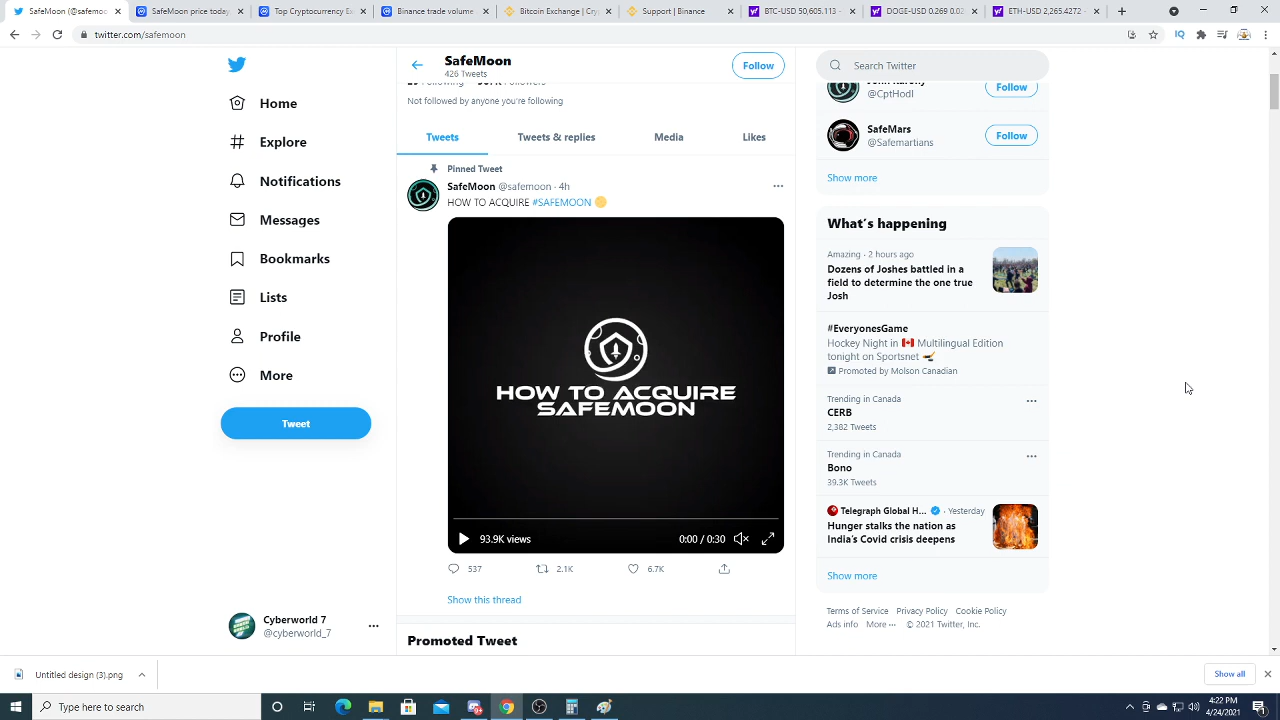 SafeMoon (@safemoc
SafeMoon price today
Top Cryptocurrency Ex
Binance trade volume
Bitcoin Exchange | Cry
Support | Binance
BTC-USD 50,605.13
DOGE-USD 0.269 0.02
ETH-USD 2,265.4272
twitter.com/safemoon
IQ
SafeMoon
426 Tweets
Follow
Search Twitter
Following
Followers
Not followed by anyone you're following
Tweets
Tweets & replies
Media
Likes
Home
Explore
Notifications
Messages
Bookmarks
Lists
Profile
More
Tweet
Cyberworld 7
@cyberworld_7
Pinned Tweet
SafeMoon @safemoon · 4h
HOW TO ACQUIRE #SAFEMOON
HOW TO ACQUIRE
SAFEMOON
93.9K views
0:00 / 0:30
537
2.1K
6.7K
Show this thread
Promoted Tweet
@CptHodl
Follow
SafeMars
@Safemartians
Follow
Show more
What's happening
Amazing · 2 hours ago
Dozens of Joshes battled in a
field to determine the one true
Josh
#EveryonesGame
Hockey Night in 🇨🇦 Multilingual Edition
tonight on Sportsnet
Promoted by Molson Canadian
Trending in Canada
CERB
2,382 Tweets
Trending in Canada
Bono
39.3K Tweets
Telegraph Global H... · Yesterday
Hunger stalks the nation as
India's Covid crisis deepens
Show more
Terms of Service Privacy Policy Cookie Policy
Ads info More ··· © 2021 Twitter, Inc.
Untitled design (3).png
Show all
Type here to search
4:22 PM
4/24/2021